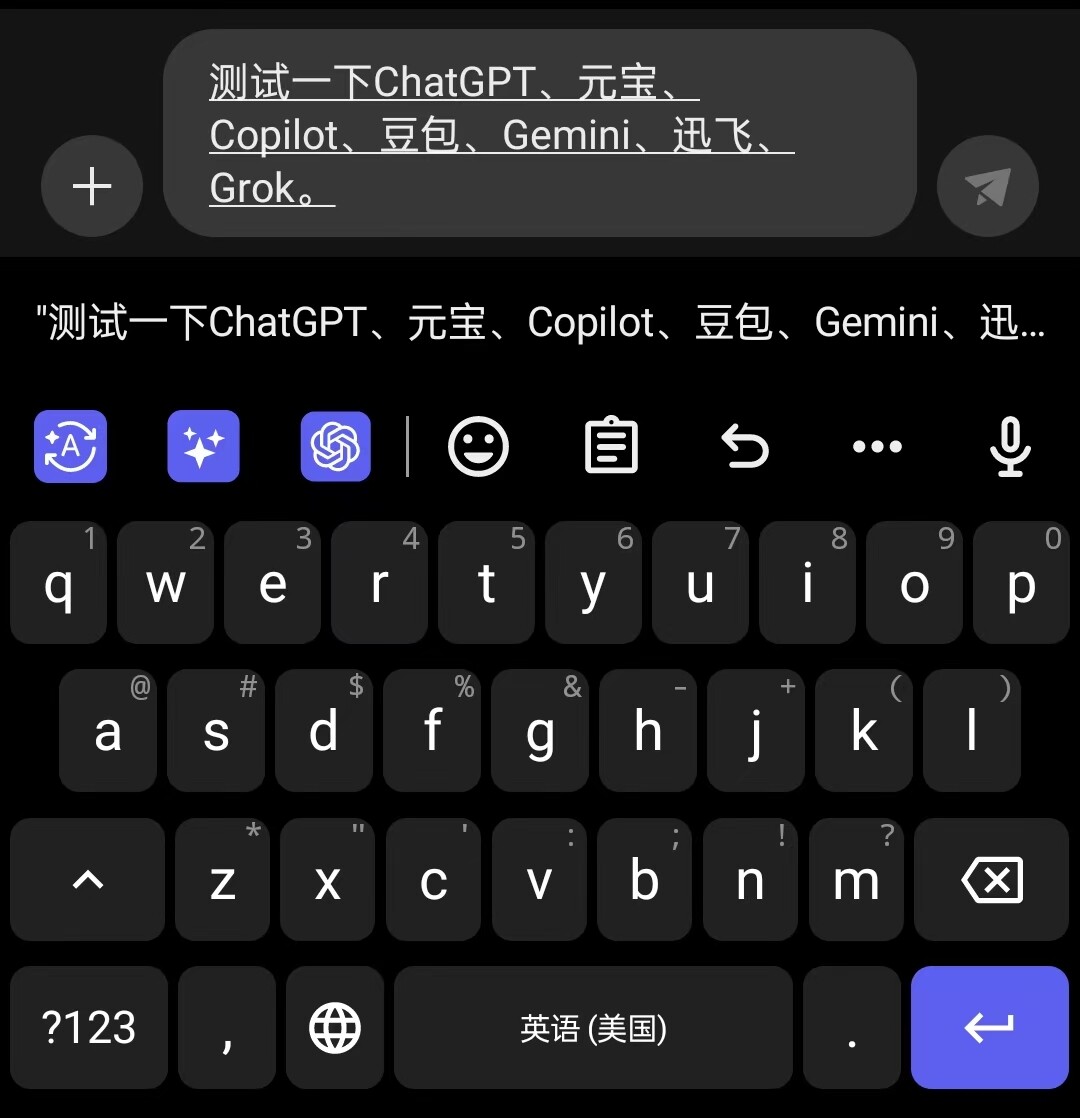 测试一下ChatGPT、元宝、
Copilot、豆包、Gemini、迅飞、
Grok。
"测试一下ChatGPT、元宝、Copilot、豆包、Gemini、迅...
A
1 2 3 4 5 6 7 8 9 0
q w e r t y u i o p
@ # $ % & - + ( )
a s d f g h j k l
* " ' : ; ! ?
z x c v b n m
?123 , 英语 (美国) .